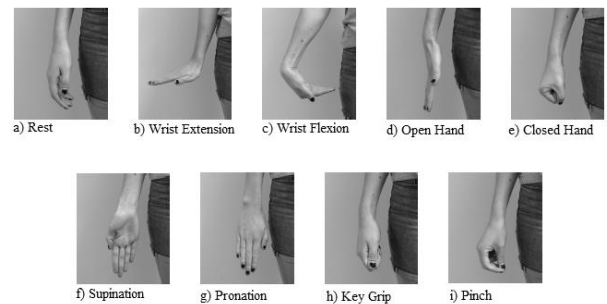 a) Rest
b) Wrist Extension
c) Wrist Flexion
d) Open Hand
e) Closed Hand
f) Supination
g) Pronation
h) Key Grip
i) Pinch